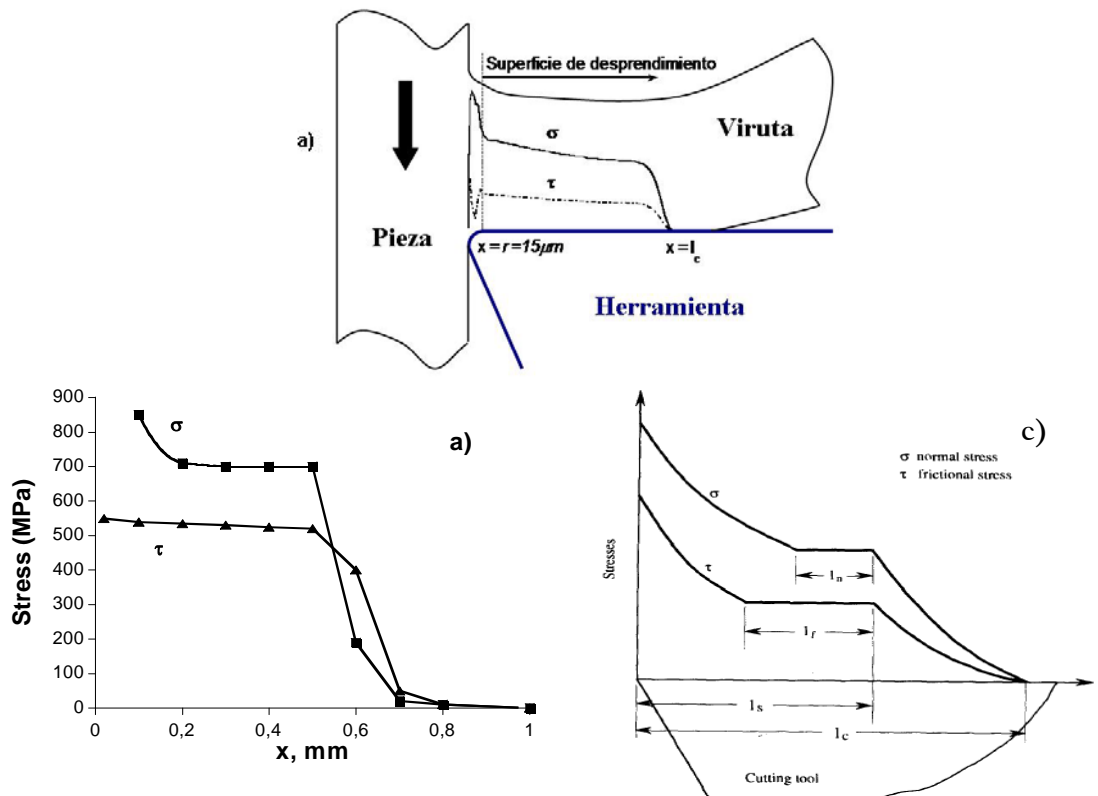 Superficie de desprendimiento
a)
σ
Viruta
τ
Pieza
x = r =15μm
x = l c
Herramienta
900
800
700
600
500
400
300
200
100
0
Stress (MPa)
σ
τ
a)
0
0,2
0,4
0,6
0,8
1
x, mm
c)
σ normal stress
τ frictional stress
Stresses
σ
τ
l n
l f
l s
l c
Cutting tool